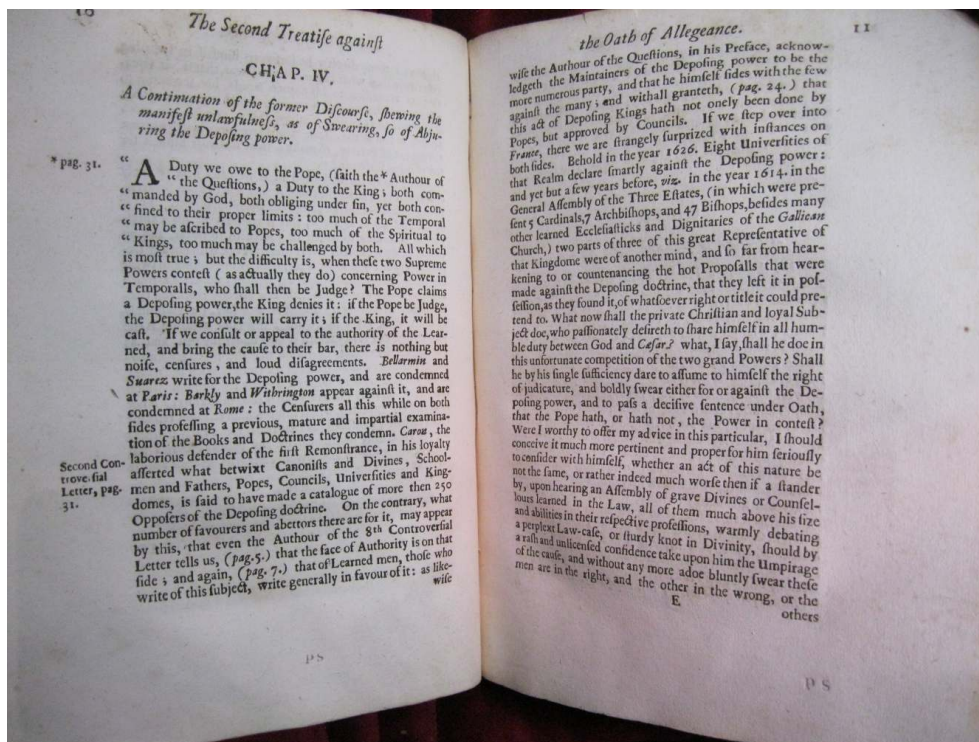 10
The Second Treatiſe againſt
CHAP. IV.
A Continuation of the former Diſcourſe, ſhewing the
manifeſt unlawfulneſs, as of Swearing, ſo of Abju-
ring the Depoſing power.
* pag. 31.
“ A Duty we owe to the Pope, (ſaith the * Authour of
“ the Queſtions,) a Duty to the King; both com-
“ manded by God, both obliging under ſin, yet both con-
“ fined to their proper limits: too much of the Temporal
“ may be aſcribed to Popes, too much of the Spiritual to
“ Kings, too much may be challenged by both. All which
is moſt true; but the difficulty is, when theſe two Supreme
Powers conteſt (as actually they do) concerning Power in
Temporalls, who ſhall then be Judge? The Pope claims
a Depoſing power, the King denies it: if the Pope be Judge,
the Depoſing power will carry it; if the King, it will be
caſt. If we conſult or appeal to the authority of the Lear-
ned, and bring the cauſe to their bar, there is nothing but
noiſe, cenſures, and loud diſagreements. Bellarmin and
Suarez write for the Depoſing power, and are condemned
at Paris: Barkly and Withrington appear againſt it, and are
condemned at Rome: the Cenſurers all this while on both
ſides profeſſing a previous, mature and impartial examina-
tion of the Books and Doctrines they condemn. Caron, the
laborious defender of the firſt Remonſtrance, in his loyalty
aſſerted what betwixt Canoniſts and Divines, School-
men and Fathers, Popes, Councils, Univerſities and King-
domes, is ſaid to have made a catalogue of more then 250
Oppoſers of the Depoſing doctrine. On the contrary, what
number of favourers and abettors there are for it, may appear
by this, that even the Authour of the 8th Controverſial
Letter tells us, (pag. 5.) that the face of Authority is on that
ſide; and again, (pag. 7.) that of Learned men, thoſe who
write of this ſubject, write generally in favour of it: as like-
wiſe
Second Con-
troverſial
Letter, pag.
31.
PS
the Oath of Allegeance.
11
wiſe the Authour of the Queſtions, in his Preface, acknow-
ledgeth the Maintainers of the Depoſing power to be the
more numerous party, and that he himſelf ſides with the few
againſt the many; and withall granteth, (pag. 24.) that
this act of Depoſing Kings hath not onely been done by
Popes, but approved by Councils. If we ſtep over into
France, there we are ſtrangely ſurprized with inſtances on
both ſides. Behold in the year 1626. Eight Univerſities of
that Realm declare ſmartly againſt the Depoſing power:
and yet but a few years before, viz. in the year 1614. in the
General Aſſembly of the Three Eſtates, (in which were pre-
ſent 5 Cardinals, 7 Archbiſhops, and 47 Biſhops, beſides many
other learned Eccleſiaſticks and Dignitaries of the Gallican
Church,) two parts of three of this great Repreſentative of
that Kingdome were of another mind, and ſo far from hear-
kening to or countenancing the hot Propoſalls that were
made againſt the Depoſing doctrine, that they left it in poſ-
ſeſſion, as they found it, of whatſoever right or title it could pre-
tend to. What now ſhall the private Chriſtian and loyal Sub-
ject doe, who paſſionately deſireth to ſhare himſelf in all hum-
ble duty between God and Cæſar? what, I ſay, ſhall he doe in
this unfortunate competition of the two grand Powers? Shall
he by his ſingle ſufficiency dare to aſſume to himſelf the right
of judicature, and boldly ſwear either for or againſt the De-
poſing power, and to paſs a deciſive ſentence under Oath,
that the Pope hath, or hath not, the Power in conteſt?
Were I worthy to offer my advice in this particular, I ſhould
conceive it much more pertinent and proper for him ſeriouſly
to conſider with himſelf, whether an act of this nature be
not the ſame, or rather indeed much worſe then if a ſtander
by, upon hearing an Aſſembly of grave Divines or Counſel-
lours learned in the Law, all of them much above his ſize
and abilities in their reſpective profeſſions, warmly debating
a perplext Law-caſe, or ſturdy knot in Divinity, ſhould by
a raſh and unlicenſed confidence take upon him the Umpirage
of the cauſe, and without any more adoe bluntly ſwear theſe
men are in the right, and the other in the wrong, or the
E
others
PS